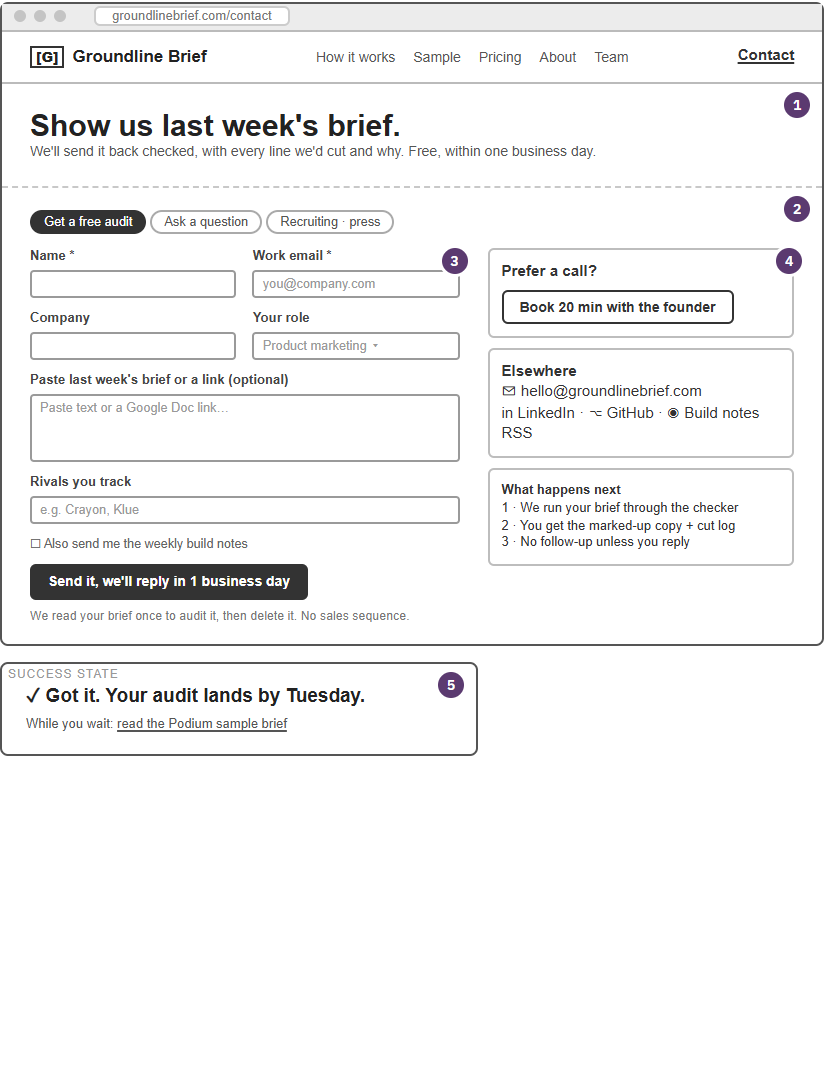 groundlinebrief.com/contact
[G] Groundline Brief
How it works Sample Pricing About Team
Contact
1
Show us last week's brief.
We'll send it back checked, with every line we'd cut and why. Free, within one business day.
2
Get a free audit
Ask a question
Recruiting · press
3
Name *
Work email *
you@company.com
Company
Your role
Product marketing
Paste last week's brief or a link (optional)
Paste text or a Google Doc link...
Rivals you track
e.g. Crayon, Klue
☐ Also send me the weekly build notes
Send it, we'll reply in 1 business day
We read your brief once to audit it, then delete it. No sales sequence.
4
Prefer a call?
Book 20 min with the founder
Elsewhere
hello@groundlinebrief.com
in LinkedIn · ⌥ GitHub · ◉ Build notes
RSS
What happens next
1 · We run your brief through the checker
2 · You get the marked-up copy + cut log
3 · No follow-up unless you reply
SUCCESS STATE
5
✓ Got it. Your audit lands by Tuesday.
While you wait: read the Podium sample brief